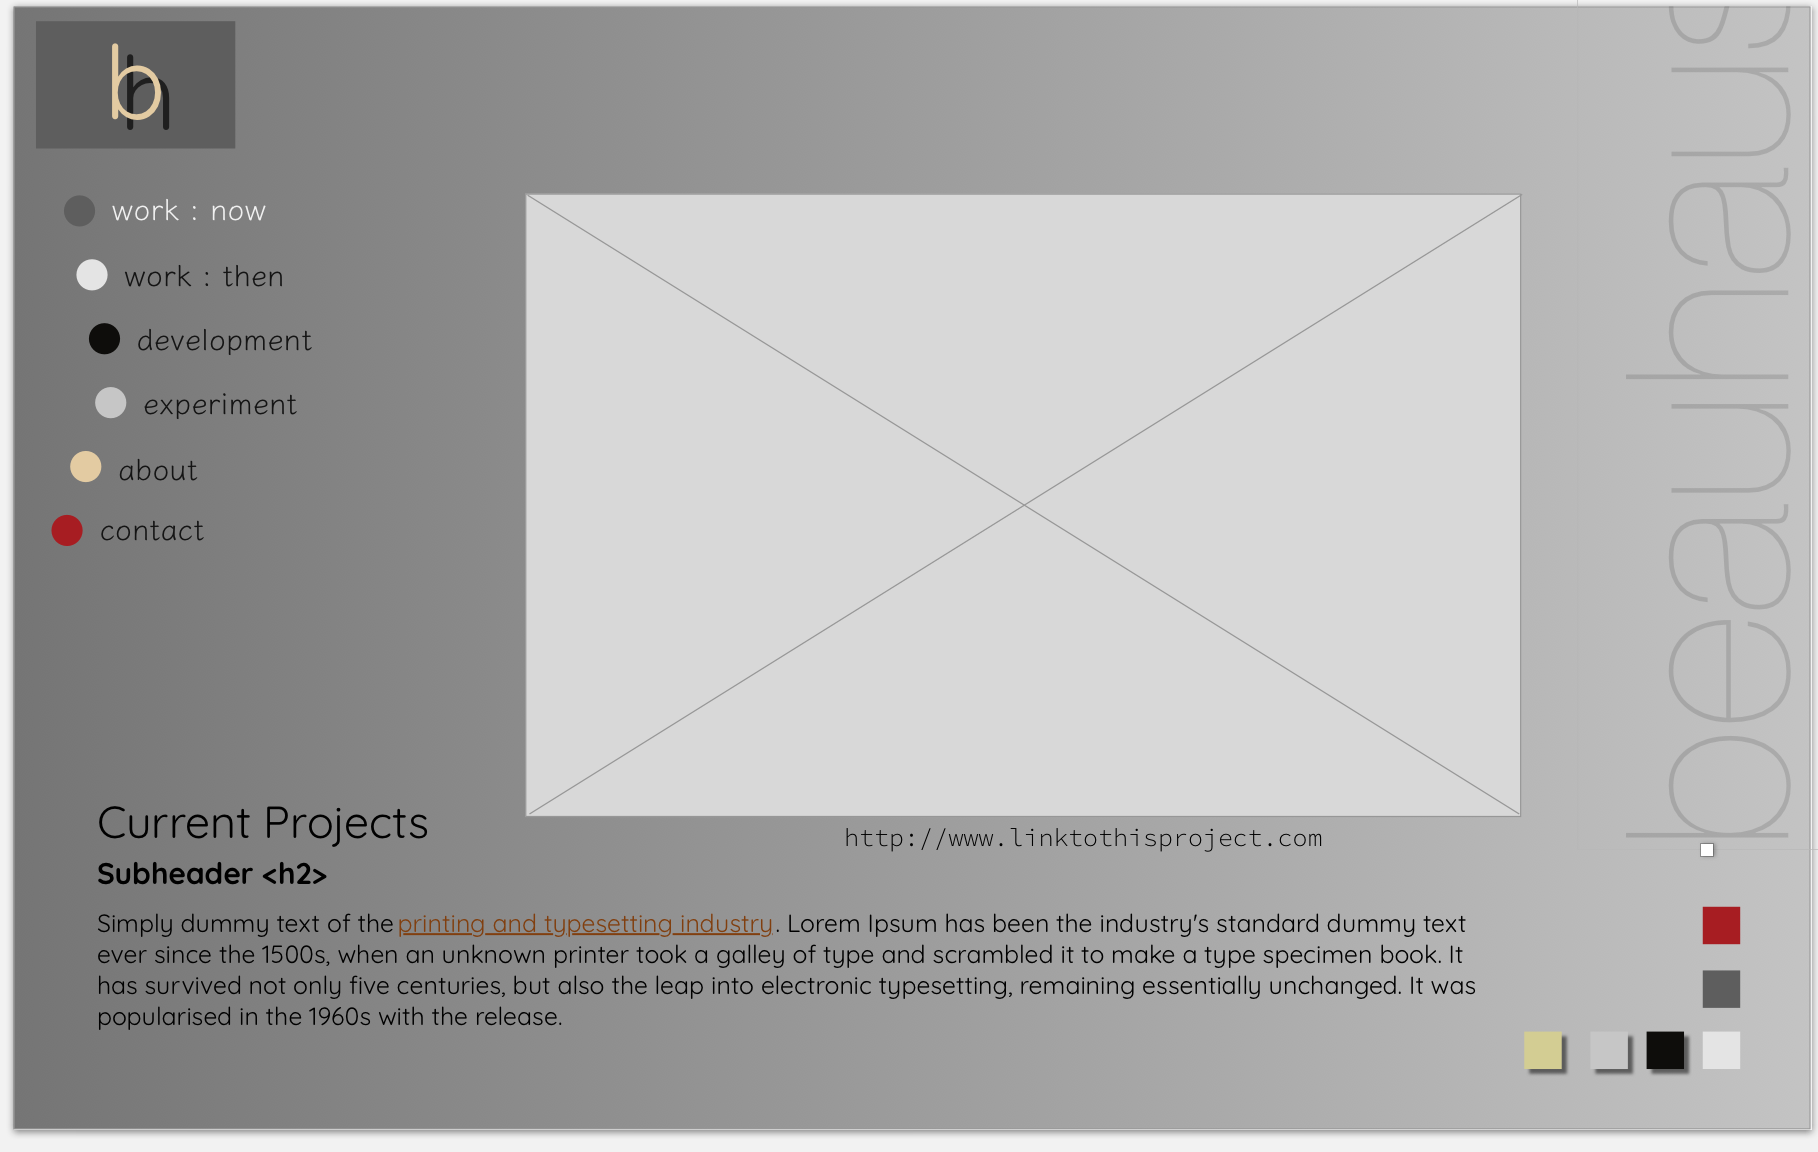 bh
work : now
work : then
development
experiment
about
contact
beauhaus
http://www.linktothisproject.com
Current Projects
Subheader <h2>
Simply dummy text of the printing and typesetting industry. Lorem Ipsum has been the industry's standard dummy text
ever since the 1500s, when an unknown printer took a galley of type and scrambled it to make a type specimen book. It
has survived not only five centuries, but also the leap into electronic typesetting, remaining essentially unchanged. It was
popularised in the 1960s with the release.